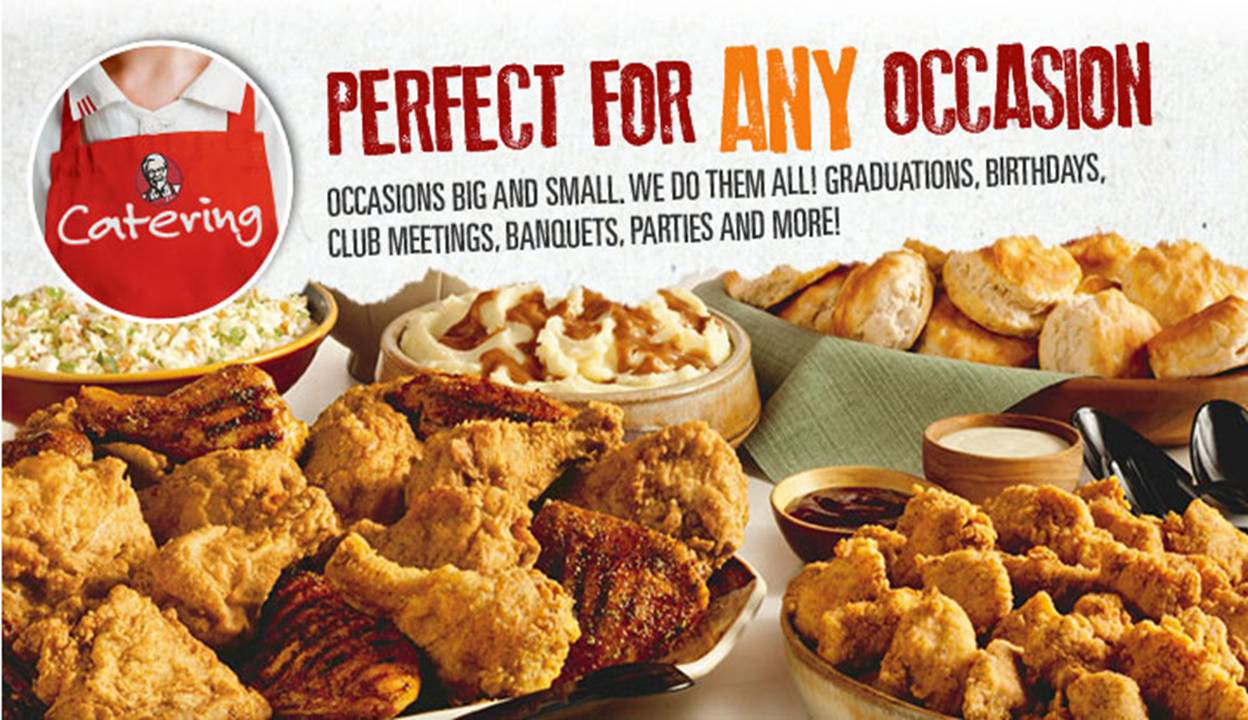 PERFECT FOR ANY OCCASION
OCCASIONS BIG AND SMALL. WE DO THEM ALL! GRADUATIONS, BIRTHDAYS,
CLUB MEETINGS, BANQUETS, PARTIES AND MORE!
Catering